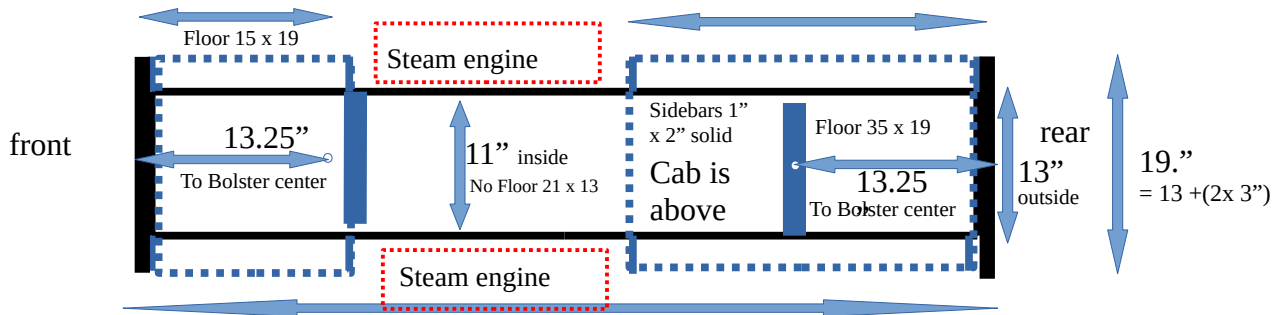 Floor 15 x 19
Steam engine
front
13.25”
To Bolster center
11” inside
No Floor 21 x 13
Sidebars 1”
x 2” solid
Cab is
above
Floor 35 x 19
13.25
”
To Bolster center
rear
13”
outside
19.”
= 13 +(2x 3”)
Steam engine